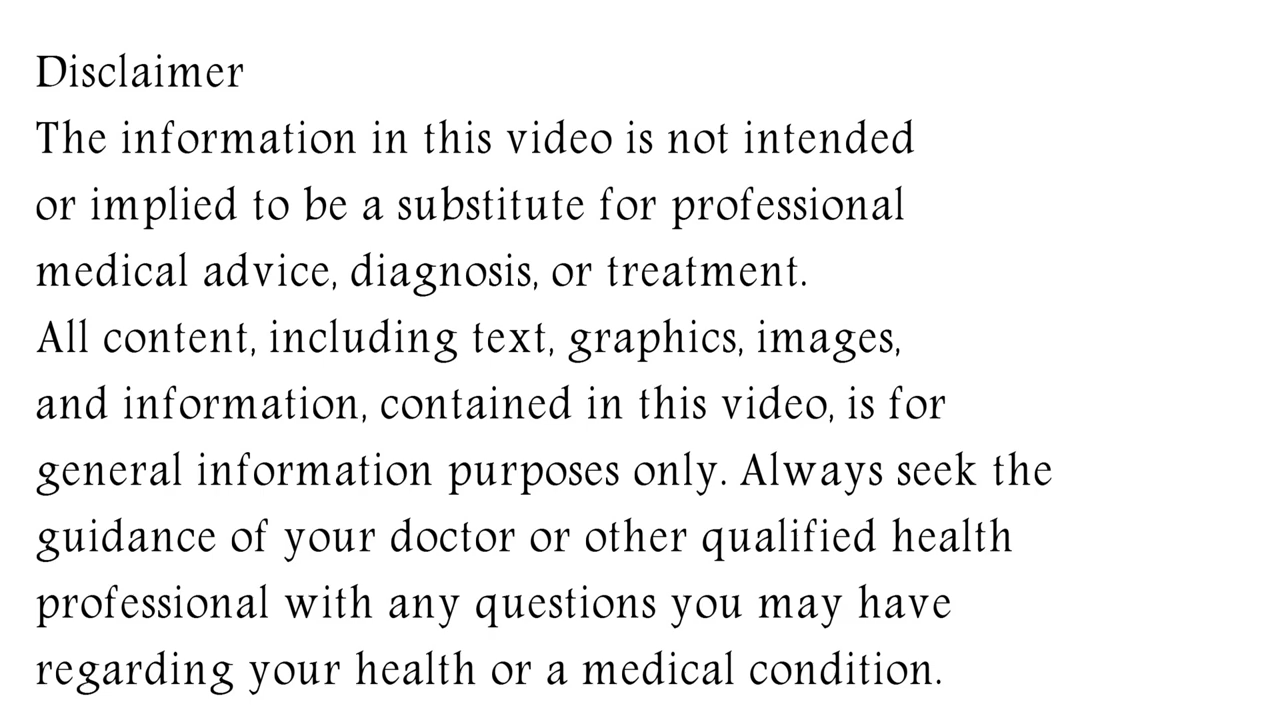 Disclaimer
The information in this video is not intended
or implied to be a substitute for professional
medical advice, diagnosis, or treatment.
All content, including text, graphics, images,
and information, contained in this video, is for
general information purposes only. Always seek the
guidance of your doctor or other qualified health
professional with any questions you may have
regarding your health or a medical condition.